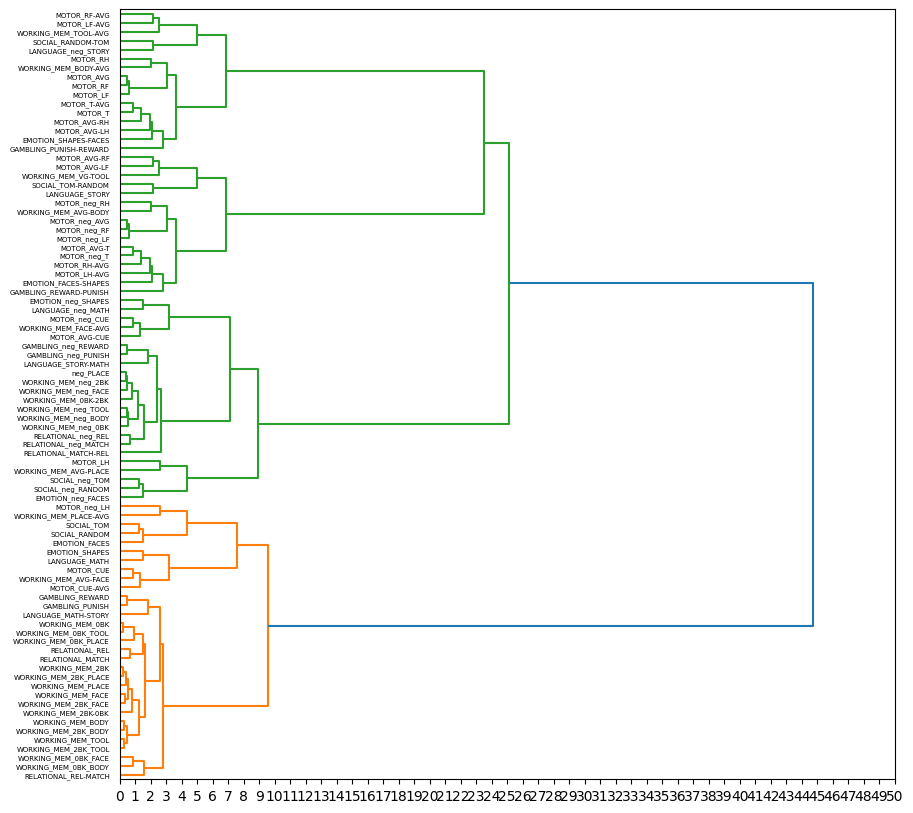 MOTOR_RF-AVG
MOTOR_LF-AVG
WORKING_MEM_TOOL-AVG
SOCIAL_RANDOM-TOM
LANGUAGE_neg_STORY
MOTOR_RH
WORKING_MEM_BODY-AVG
MOTOR_AVG
MOTOR_RF
MOTOR_LF
MOTOR_T-AVG
MOTOR_T
MOTOR_AVG-RH
MOTOR_AVG-LH
EMOTION_SHAPES-FACES
GAMBLING_PUNISH-REWARD
MOTOR_AVG-RF
MOTOR_AVG-LF
WORKING_MEM_VG-TOOL
SOCIAL_TOM-RANDOM
LANGUAGE_STORY
MOTOR_neg_RH
WORKING_MEM_AVG-BODY
MOTOR_neg_AVG
MOTOR_neg_RF
MOTOR_neg_LF
MOTOR_AVG-T
MOTOR_neg_T
MOTOR_RH-AVG
MOTOR_LH-AVG
EMOTION_FACES-SHAPES
GAMBLING_REWARD-PUNISH
EMOTION_neg_SHAPES
LANGUAGE_neg_MATH
MOTOR_neg_CUE
WORKING_MEM_FACE-AVG
MOTOR_AVG-CUE
GAMBLING_neg_REWARD
GAMBLING_neg_PUNISH
LANGUAGE_STORY-MATH
neg_PLACE
WORKING_MEM_neg_2BK
WORKING_MEM_neg_FACE
WORKING_MEM_0BK-2BK
WORKING_MEM_neg_TOOL
WORKING_MEM_neg_BODY
WORKING_MEM_neg_0BK
RELATIONAL_neg_REL
RELATIONAL_neg_MATCH
RELATIONAL_MATCH-REL
MOTOR_LH
WORKING_MEM_AVG-PLACE
SOCIAL_neg_TOM
SOCIAL_neg_RANDOM
EMOTION_neg_FACES
MOTOR_neg_LH
WORKING_MEM_PLACE-AVG
SOCIAL_TOM
SOCIAL_RANDOM
EMOTION_FACES
EMOTION_SHAPES
LANGUAGE_MATH
MOTOR_CUE
WORKING_MEM_AVG-FACE
MOTOR_CUE-AVG
GAMBLING_REWARD
GAMBLING_PUNISH
LANGUAGE_MATH-STORY
WORKING_MEM_0BK
WORKING_MEM_0BK_TOOL
WORKING_MEM_0BK_PLACE
RELATIONAL_REL
RELATIONAL_MATCH
WORKING_MEM_2BK
WORKING_MEM_2BK_PLACE
WORKING_MEM_PLACE
WORKING_MEM_FACE
WORKING_MEM_2BK_FACE
WORKING_MEM_2BK-0BK
WORKING_MEM_BODY
WORKING_MEM_2BK_BODY
WORKING_MEM_TOOL
WORKING_MEM_2BK_TOOL
WORKING_MEM_0BK_FACE
WORKING_MEM_0BK_BODY
RELATIONAL_REL-MATCH
0 1 2 3 4 5 6 7 8 9 10 11 12 13 14 15 16 17 18 19 20 21 22 23 24 25 26 27 28 29 30 31 32 33 34 35 36 37 38 39 40 41 42 43 44 45 46 47 48 49 50